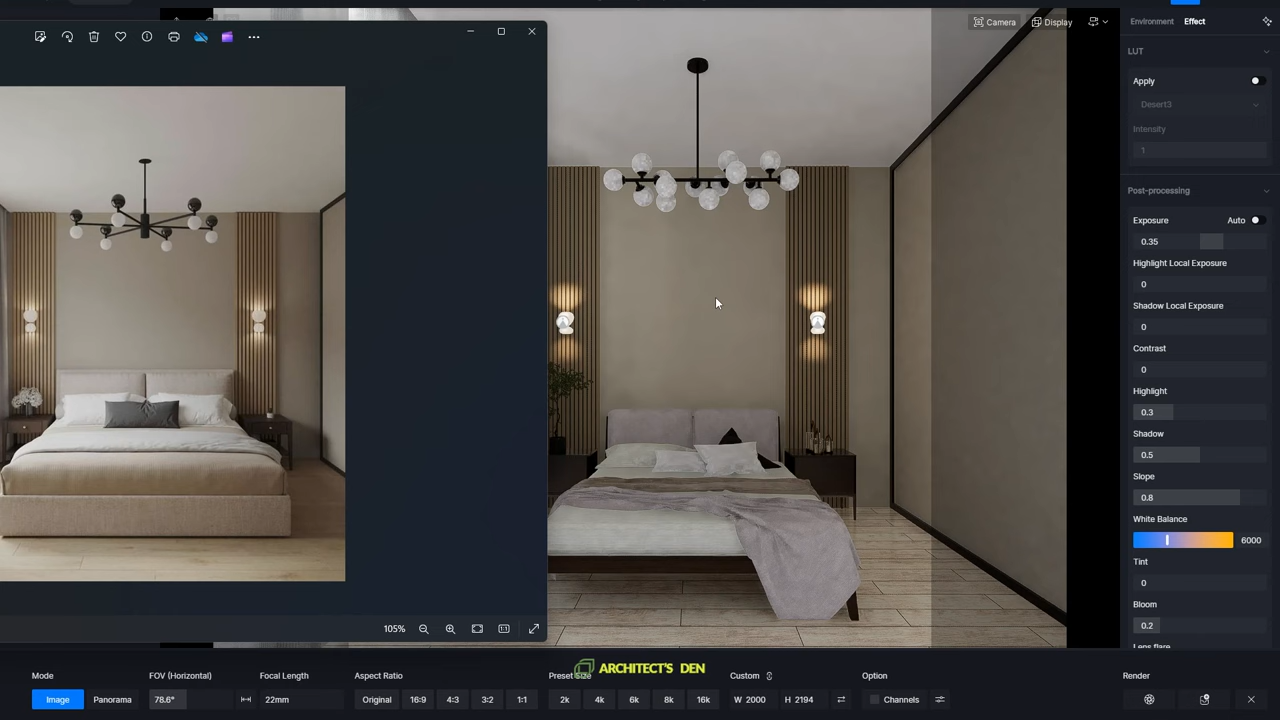 Camera
Display
Environment
Effect
LUT
Apply
Desert3
Intensity
1
Post-processing
Exposure
Auto
0.35
Highlight Local Exposure
0
Shadow Local Exposure
0
Contrast
0
Highlight
0.3
Shadow
0.5
Slope
0.8
White Balance
6000
Tint
0
Bloom
0.2
Lens flare
105%
1:1
ARCHITECT'S DEN
Mode
FOV (Horizontal)
Focal Length
Aspect Ratio
Preset Size
Custom
Option
Render
Image
Panorama
78.6°
22mm
Original
16:9
4:3
3:2
1:1
2k
4k
6k
8k
16k
W 2000
H 2194
Channels